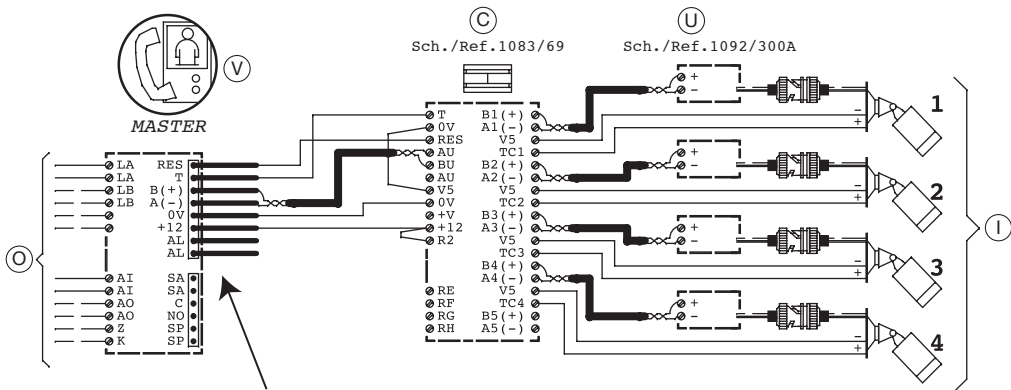 C
U
Sch./Ref.1083/69
Sch./Ref.1092/300A
V
MASTER
LA RES
LA T
LB B(+)
LB A(-)
0V
+12
AL
AL
AI SA
AI SA
AO C
AO NO
Z SP
K SP
O
T B1(+)
0V A1(-)
RES V5
AU TC1
BU B2(+)
AU A2(-)
V5 V5
0V TC2
+V B3(+)
+12 A3(-)
R2 V5
TC3
B4(+)
A4(-)
RE V5
RF TC4
RG B5(+)
RH A5(-)
+
-
- 1
+
+
-
- 2
+
+
-
- 3
+
+
-
- 4
+
I